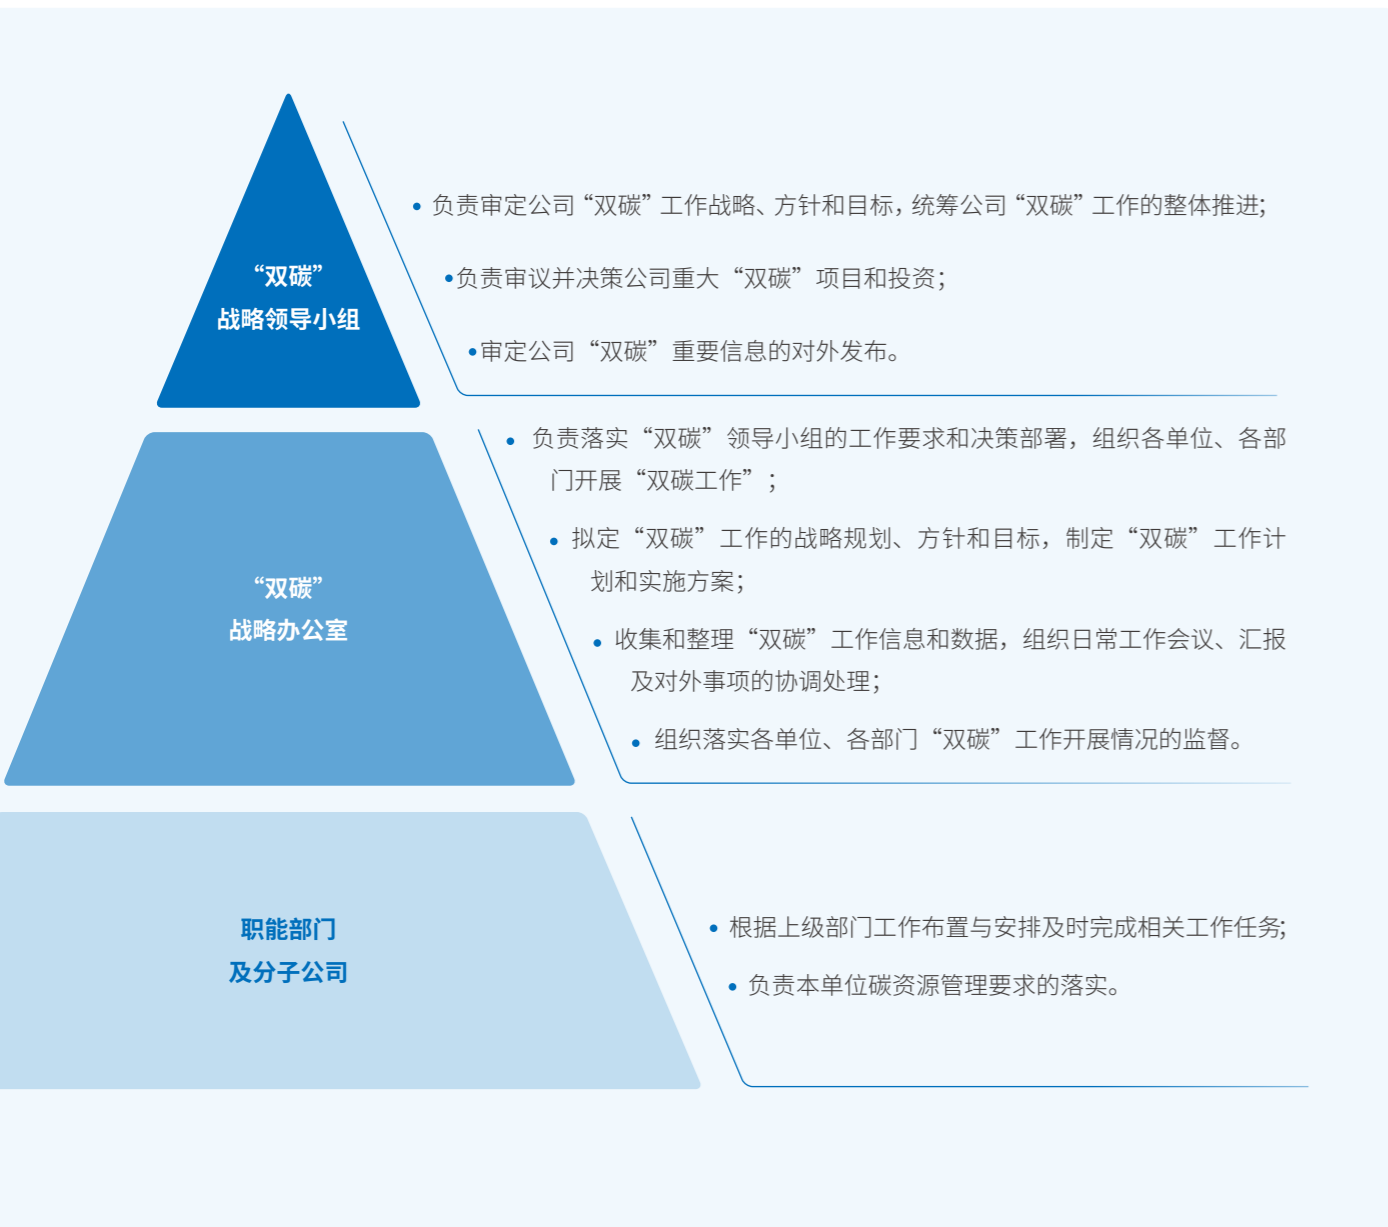 “双碳”
战略领导小组
• 负责审定公司“双碳”工作战略、方针和目标，统筹公司“双碳”工作的整体推进；
•负责审议并决策公司重大“双碳”项目和投资；
•审定公司“双碳”重要信息的对外发布。
“双碳”
战略办公室
• 负责落实“双碳”领导小组的工作要求和决策部署，组织各单位、各部
门开展“双碳工作”；
• 拟定“双碳”工作的战略规划、方针和目标，制定“双碳”工作计
划和实施方案；
• 收集和整理“双碳”工作信息和数据，组织日常工作会议、汇报
及对外事项的协调处理；
• 组织落实各单位、各部门“双碳”工作开展情况的监督。
职能部门
及分子公司
• 根据上级部门工作布置与安排及时完成相关工作任务；
• 负责本单位碳资源管理要求的落实。